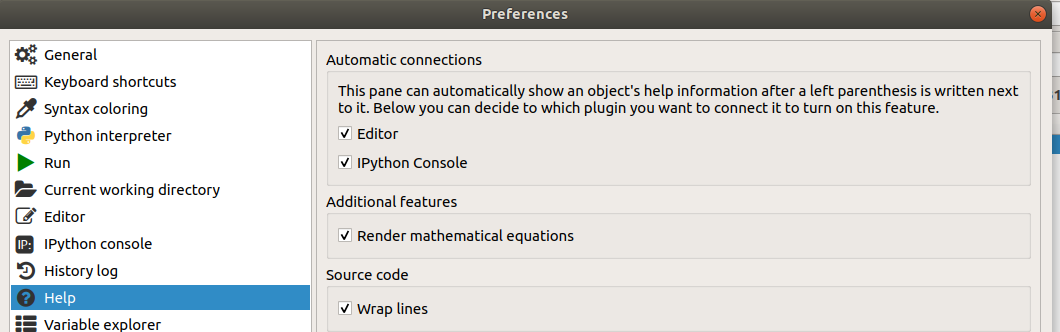 Preferences
General
Keyboard shortcuts
Syntax coloring
Python interpreter
Run
Current working directory
Editor
IP: IPython console
History log
Help
Variable explorer
Automatic connections
This pane can automatically show an object's help information after a left parenthesis is written next
to it. Below you can decide to which plugin you want to connect it to turn on this feature.
Editor
IPython Console
Additional features
Render mathematical equations
Source code
Wrap lines